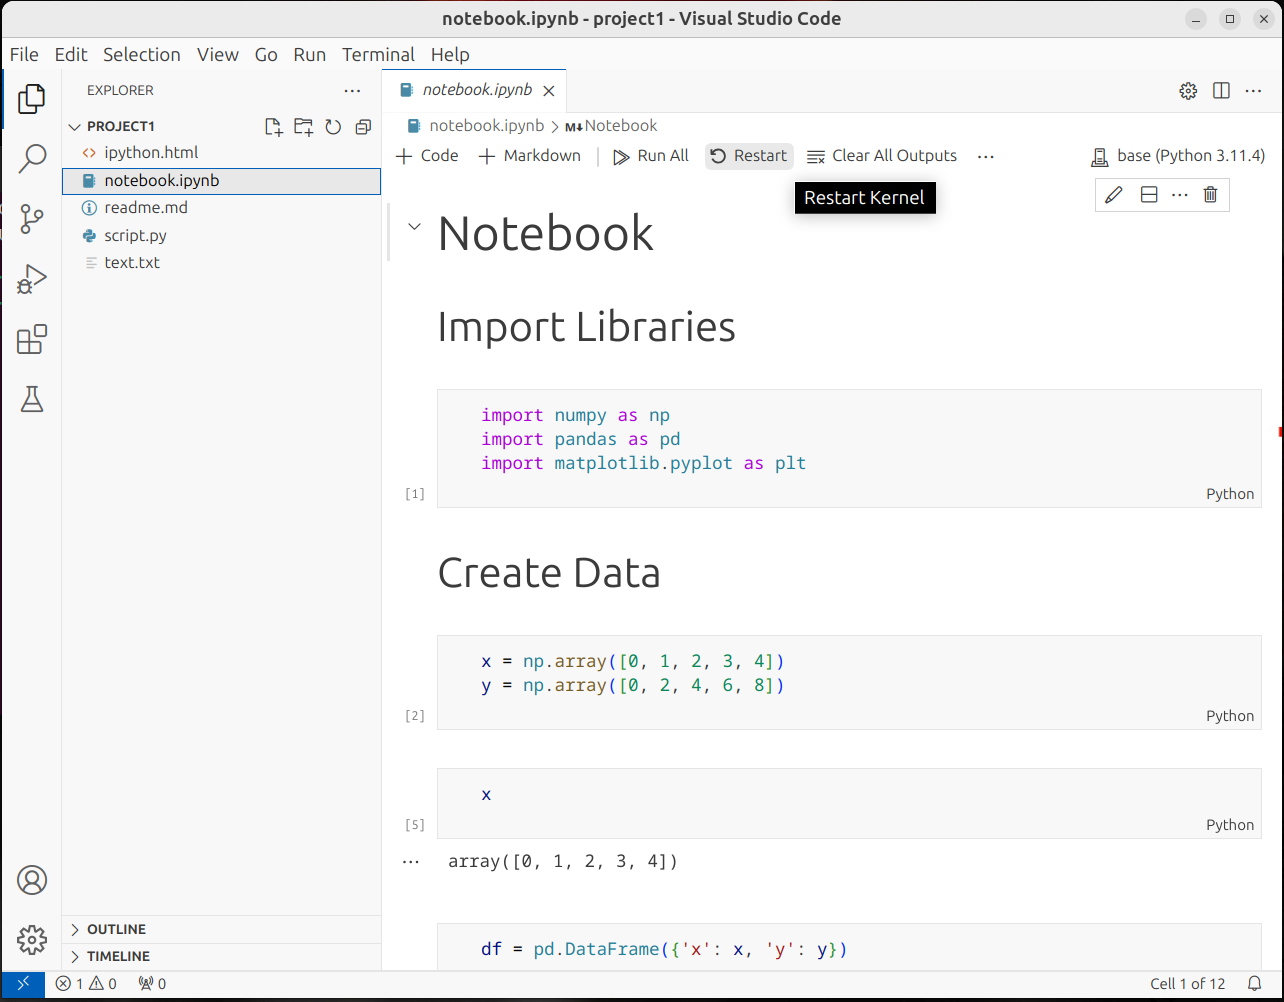 notebook.ipynb - project1 - Visual Studio Code
File Edit Selection View Go Run Terminal Help
EXPLORER
PROJECT1
ipython.html
notebook.ipynb
readme.md
script.py
text.txt
OUTLINE
TIMELINE
notebook.ipynb
notebook.ipynb > M↓Notebook
+ Code + Markdown | Run All Restart Clear All Outputs ... base (Python 3.11.4)
Restart Kernel
Notebook
Import Libraries
import numpy as np
import pandas as pd
import matplotlib.pyplot as plt
[1] Python
Create Data
x = np.array([0, 1, 2, 3, 4])
y = np.array([0, 2, 4, 6, 8])
[2] Python
x
[5] Python
... array([0, 1, 2, 3, 4])
df = pd.DataFrame({'x': x, 'y': y})
1 0 0 Cell 1 of 12